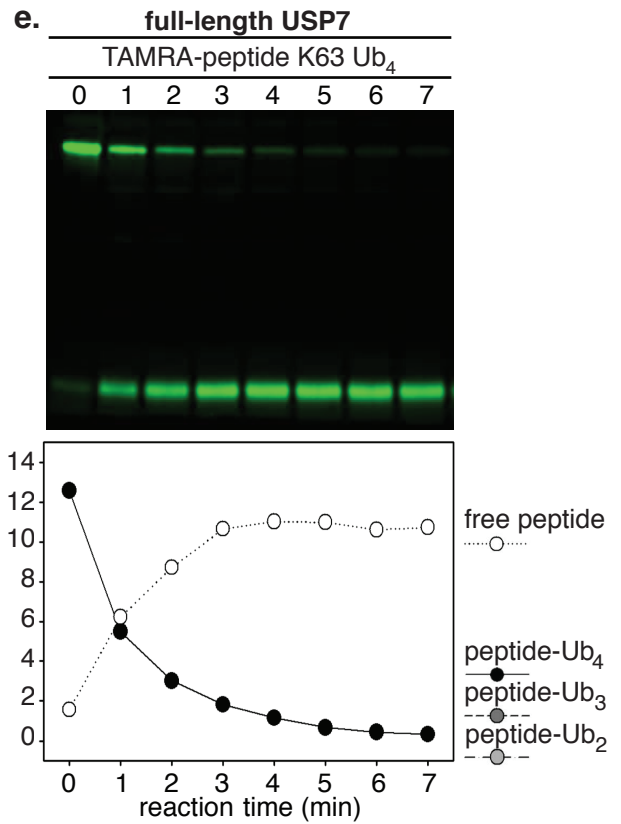 e. full-length USP7
TAMRA-peptide K63 Ub4
0 1 2 3 4 5 6 7
14
12
10
8
6
4
2
0
0 1 2 3 4 5 6 7
reaction time (min)
free peptide
peptide-Ub4
peptide-Ub3
peptide-Ub2